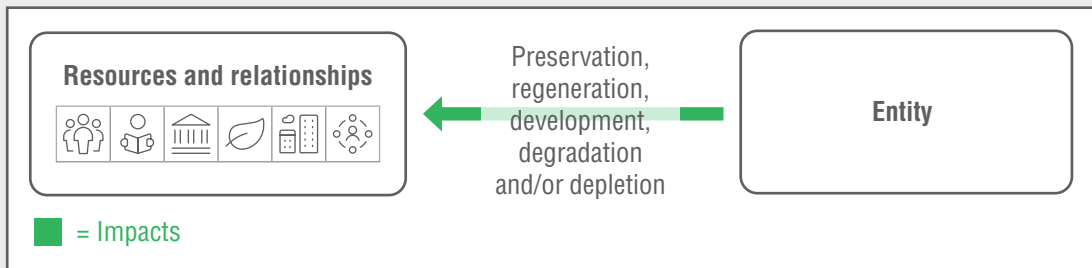 Resources and relationships
Preservation,
regeneration,
development,
degradation
and/or depletion
Entity
= Impacts